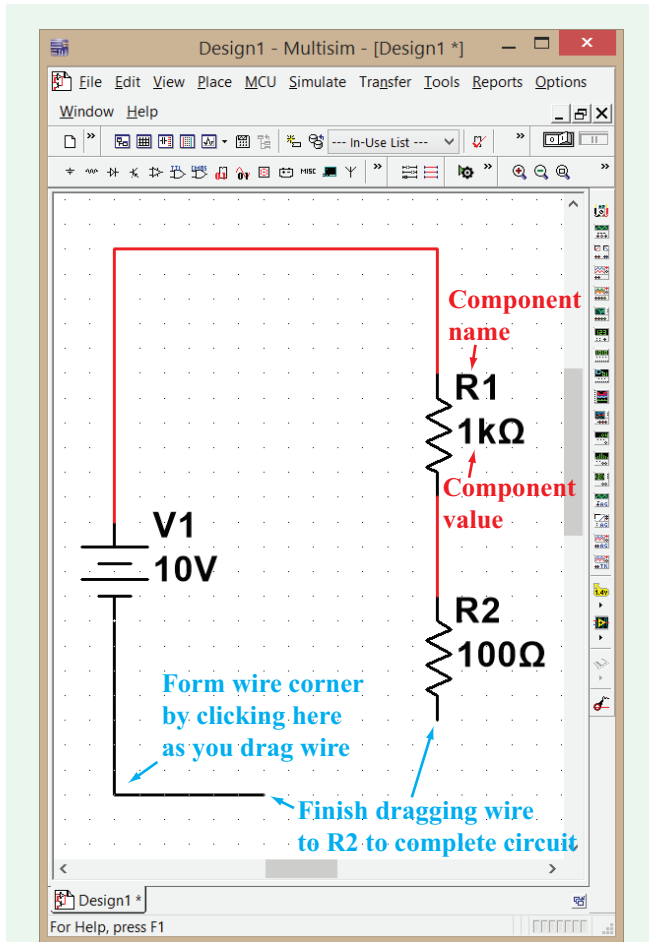 Design1 - Multisim - [Design1 *]
File Edit View Place MCU Simulate Transfer Tools Reports Options
Window Help
--- In-Use List ---
MISC
Component
name
R1
1kΩ
Component
value
V1
10V
R2
100Ω
Form wire corner
by clicking here
as you drag wire
Finish dragging wire
to R2 to complete circuit
Design1 *
For Help, press F1